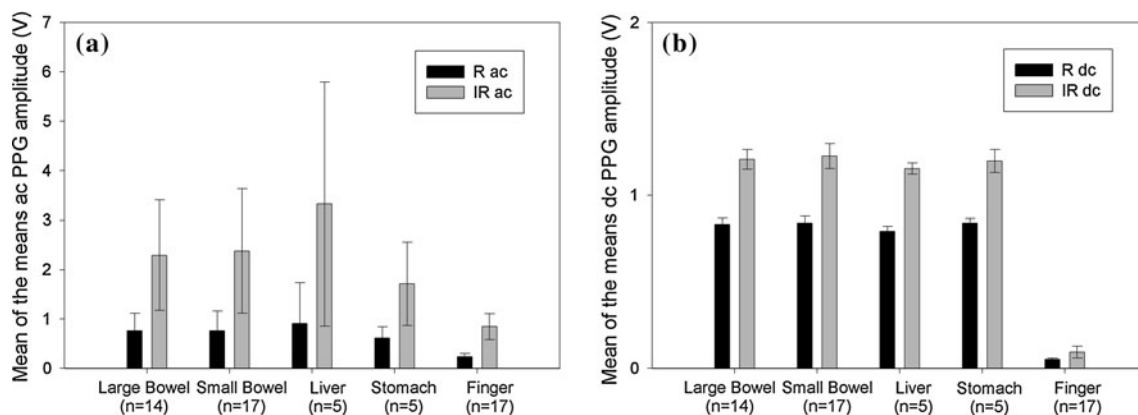 (a)
Mean of the means ac PPG amplitude (V)
7
6
5
4
3
2
1
0
R ac
IR ac
Large Bowel Small Bowel Liver Stomach Finger
(n=14) (n=17) (n=5) (n=5) (n=17)
(b)
Mean of the means dc PPG amplitude (V)
2
1
0
R dc
IR dc
Large Bowel Small Bowel Liver Stomach Finger
(n=14) (n=17) (n=5) (n=5) (n=17)